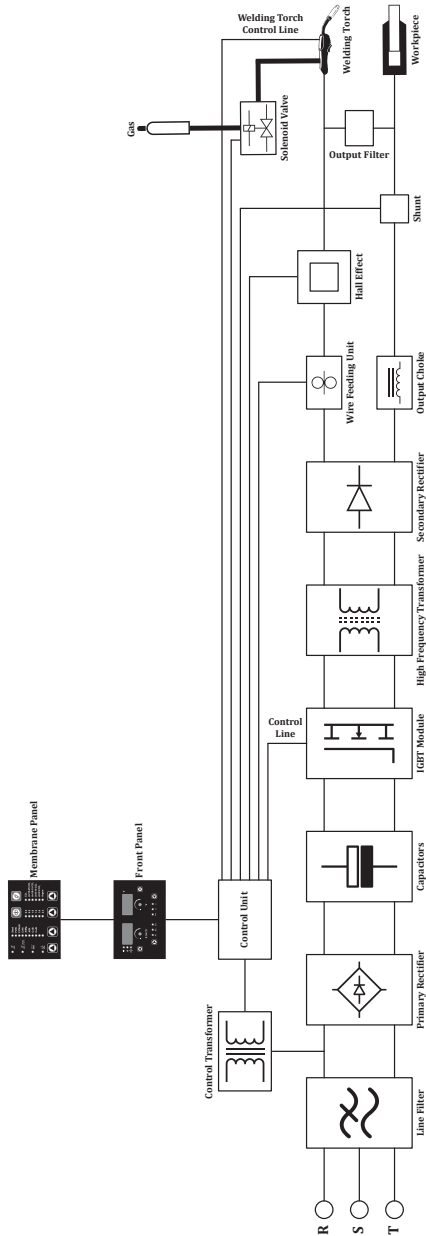 Welding Torch
Control Line
Welding Torch
Workpiece
Gas
Solenoid Valve
Output Filter
Shunt
Hall Effect
Wire Feeding Unit
Output Choke
Secondary Rectifier
High Frequency Transformer
Control
Line
IGBT Module
Membrane Panel
Front Panel
Control Unit
Capacitors
Control Transformer
Primary Rectifier
Line Filter
R
S
T